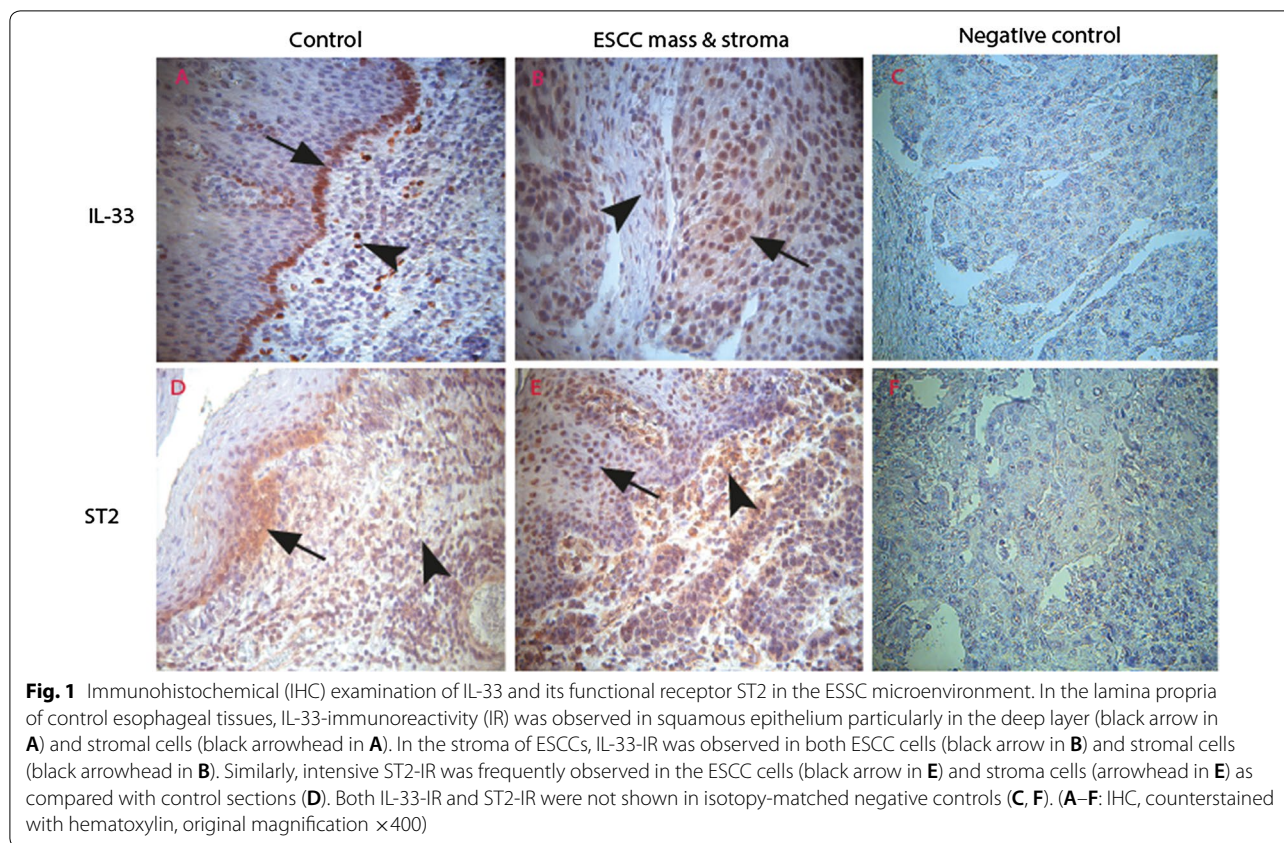 Control
ESCC mass & stroma
Negative control
A
B
C
IL-33
D
E
F
ST2
Fig. 1 Immunohistochemical (IHC) examination of IL-33 and its functional receptor ST2 in the ESSC microenvironment. In the lamina propria
of control esophageal tissues, IL-33-immunoreactivity (IR) was observed in squamous epithelium particularly in the deep layer (black arrow in
A) and stromal cells (black arrowhead in A). In the stroma of ESCCs, IL-33-IR was observed in both ESCC cells (black arrow in B) and stromal cells
(black arrowhead in B). Similarly, intensive ST2-IR was frequently observed in the ESCC cells (black arrow in E) and stroma cells (arrowhead in E) as
compared with control sections (D). Both IL-33-IR and ST2-IR were not shown in isotopy-matched negative controls (C, F). (A–F: IHC, counterstained
with hematoxylin, original magnification ×400)